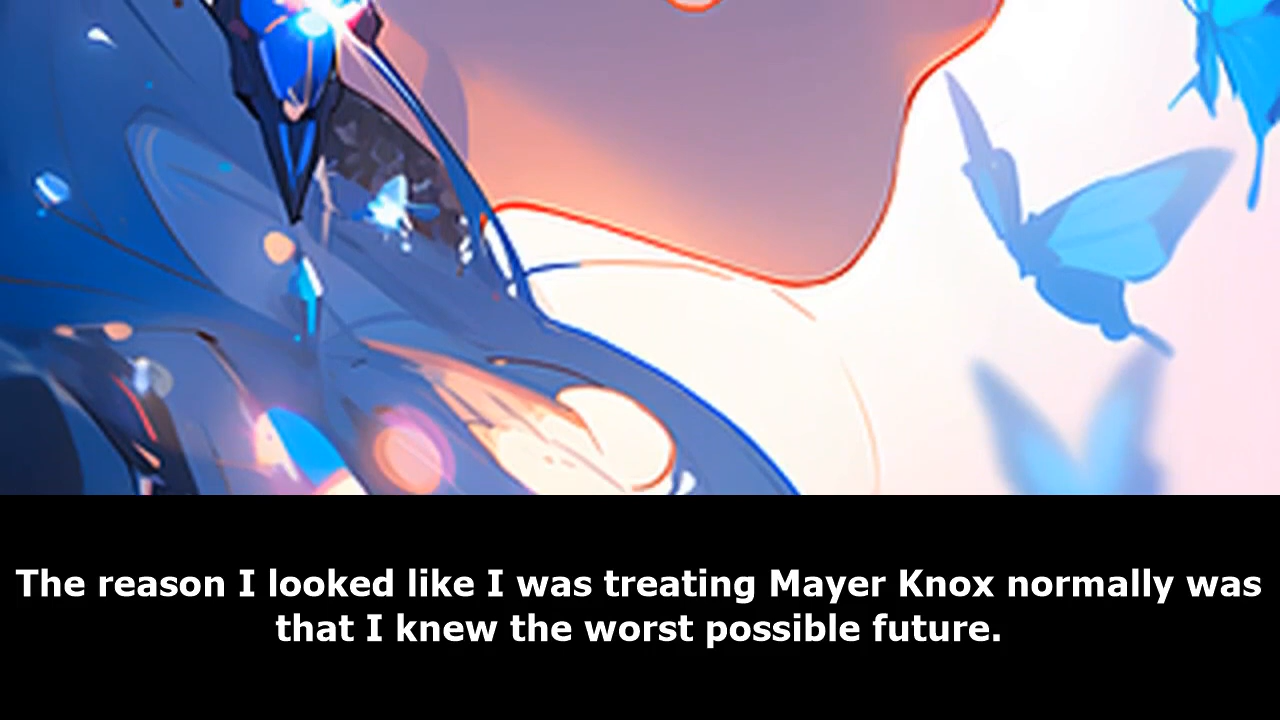 The reason I looked like I was treating Mayer Knox normally was
that I knew the worst possible future.